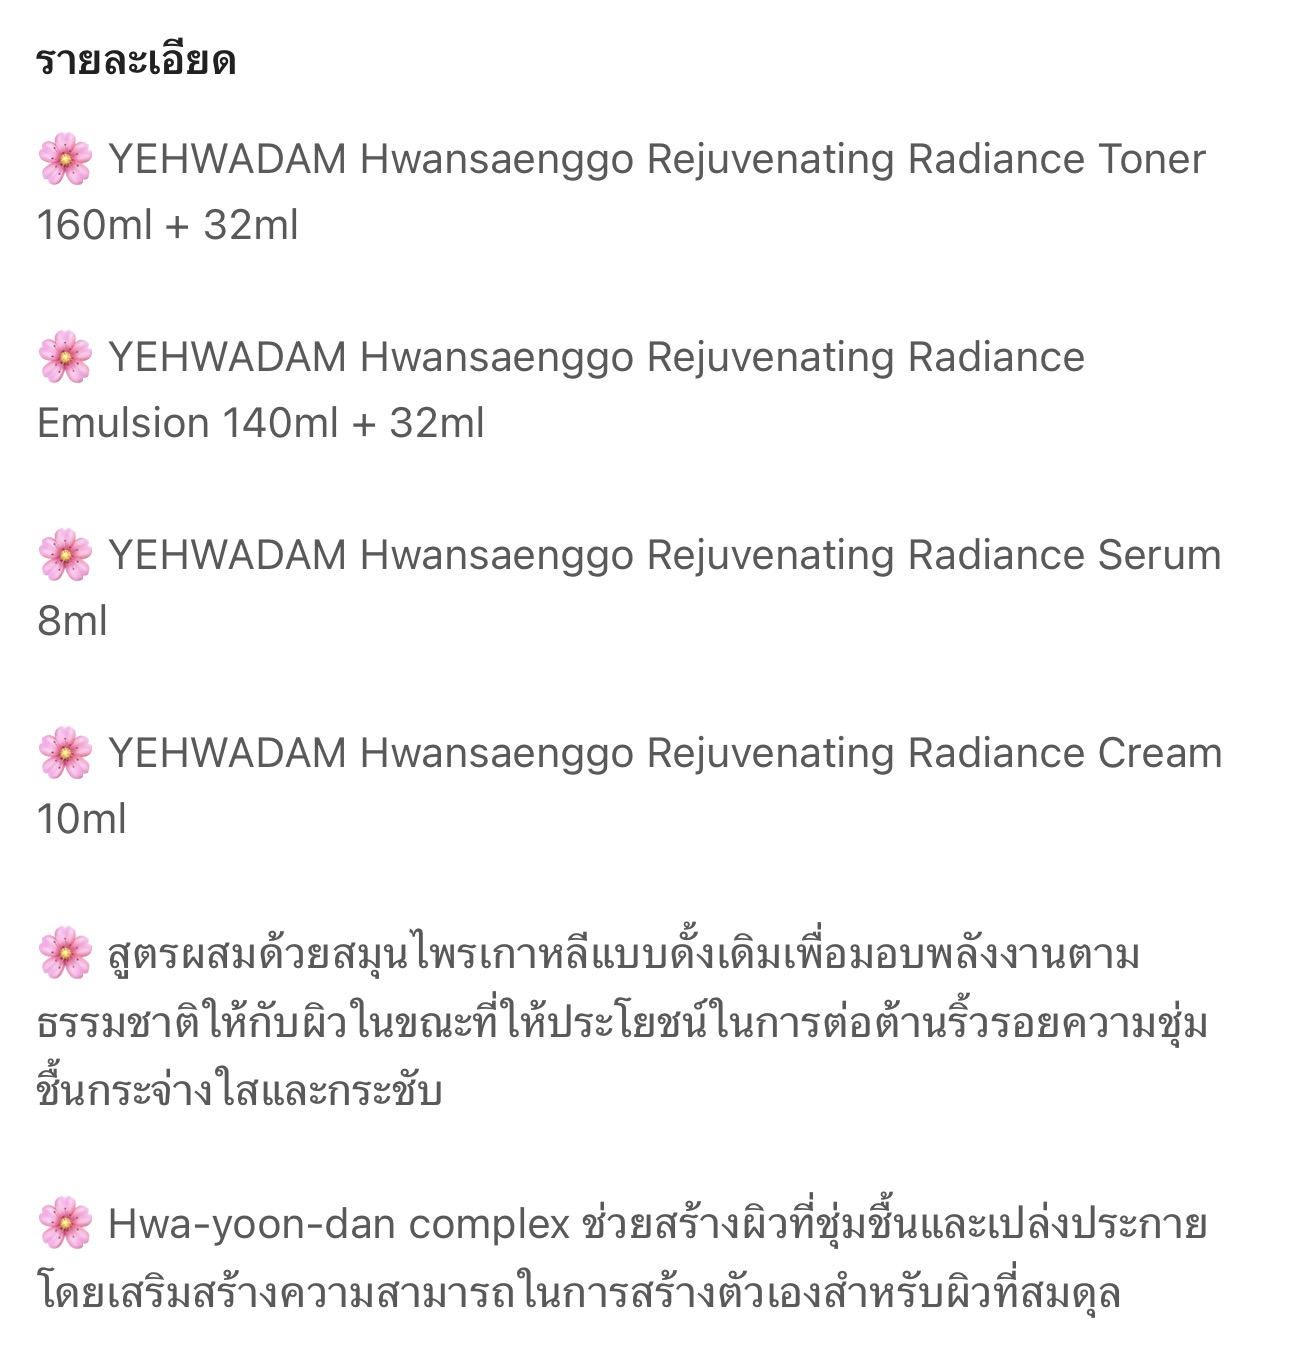 รายละเอียด
🌸 YEHWADAM Hwansaenggo Rejuvenating Radiance Toner
160ml + 32ml
🌸 YEHWADAM Hwansaenggo Rejuvenating Radiance
Emulsion 140ml + 32ml
🌸 YEHWADAM Hwansaenggo Rejuvenating Radiance Serum
8ml
🌸 YEHWADAM Hwansaenggo Rejuvenating Radiance Cream
10ml
🌸 สูตรผสมด้วยสมุนไพรเกาหลีแบบดั้งเดิมเพื่อมอบพลังงานตาม
ธรรมชาติให้กับผิวในขณะที่ให้ประโยชน์ในการต่อต้านริ้วรอยความชุ่ม
ชื้นกระจ่างใสและกระชับ
🌸 Hwa-yoon-dan complex ช่วยสร้างผิวที่ชุ่มชื้นและเปล่งประกาย
โดยเสริมสร้างความสามารถในการสร้างตัวเองสำหรับผิวที่สมดุล